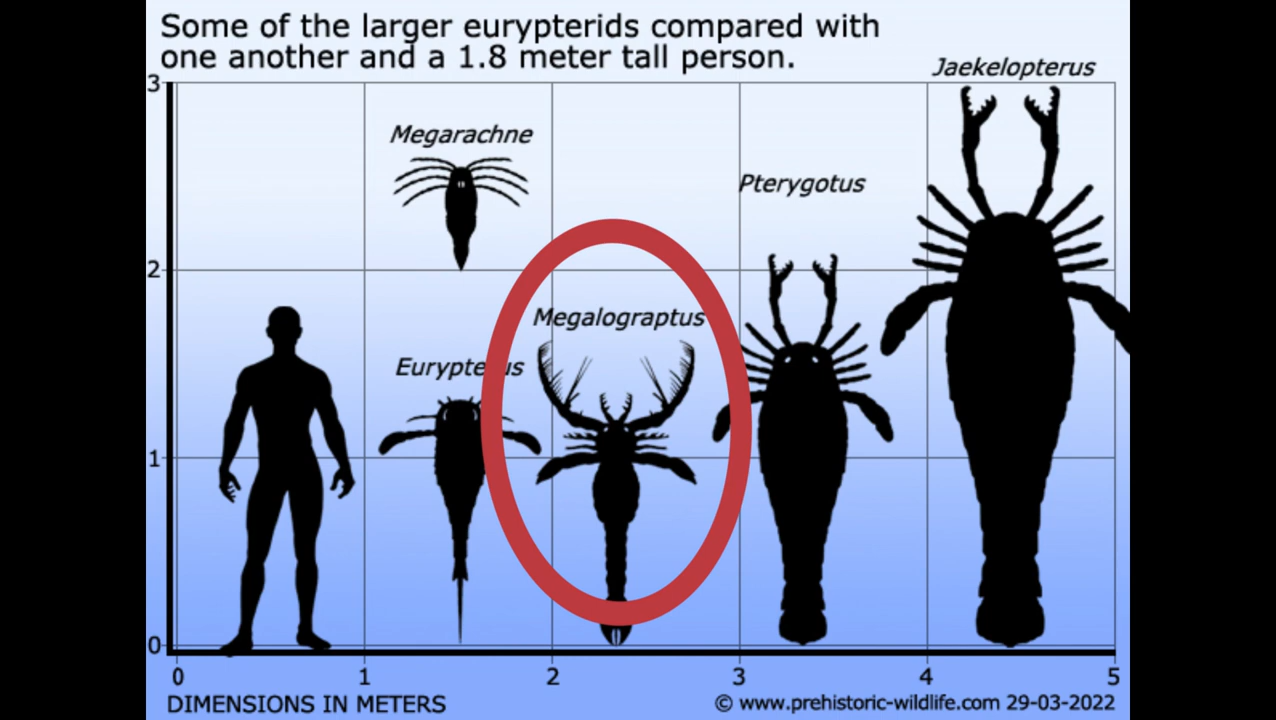 Some of the larger eurypterids compared with
one another and a 1.8 meter tall person.
Jaekelopterus
3
Megarachne
Pterygotus
2
Megalograptus
Eurypterus
1
0
0 1 2 3 4 5
DIMENSIONS IN METERS © www.prehistoric-wildlife.com 29-03-2022